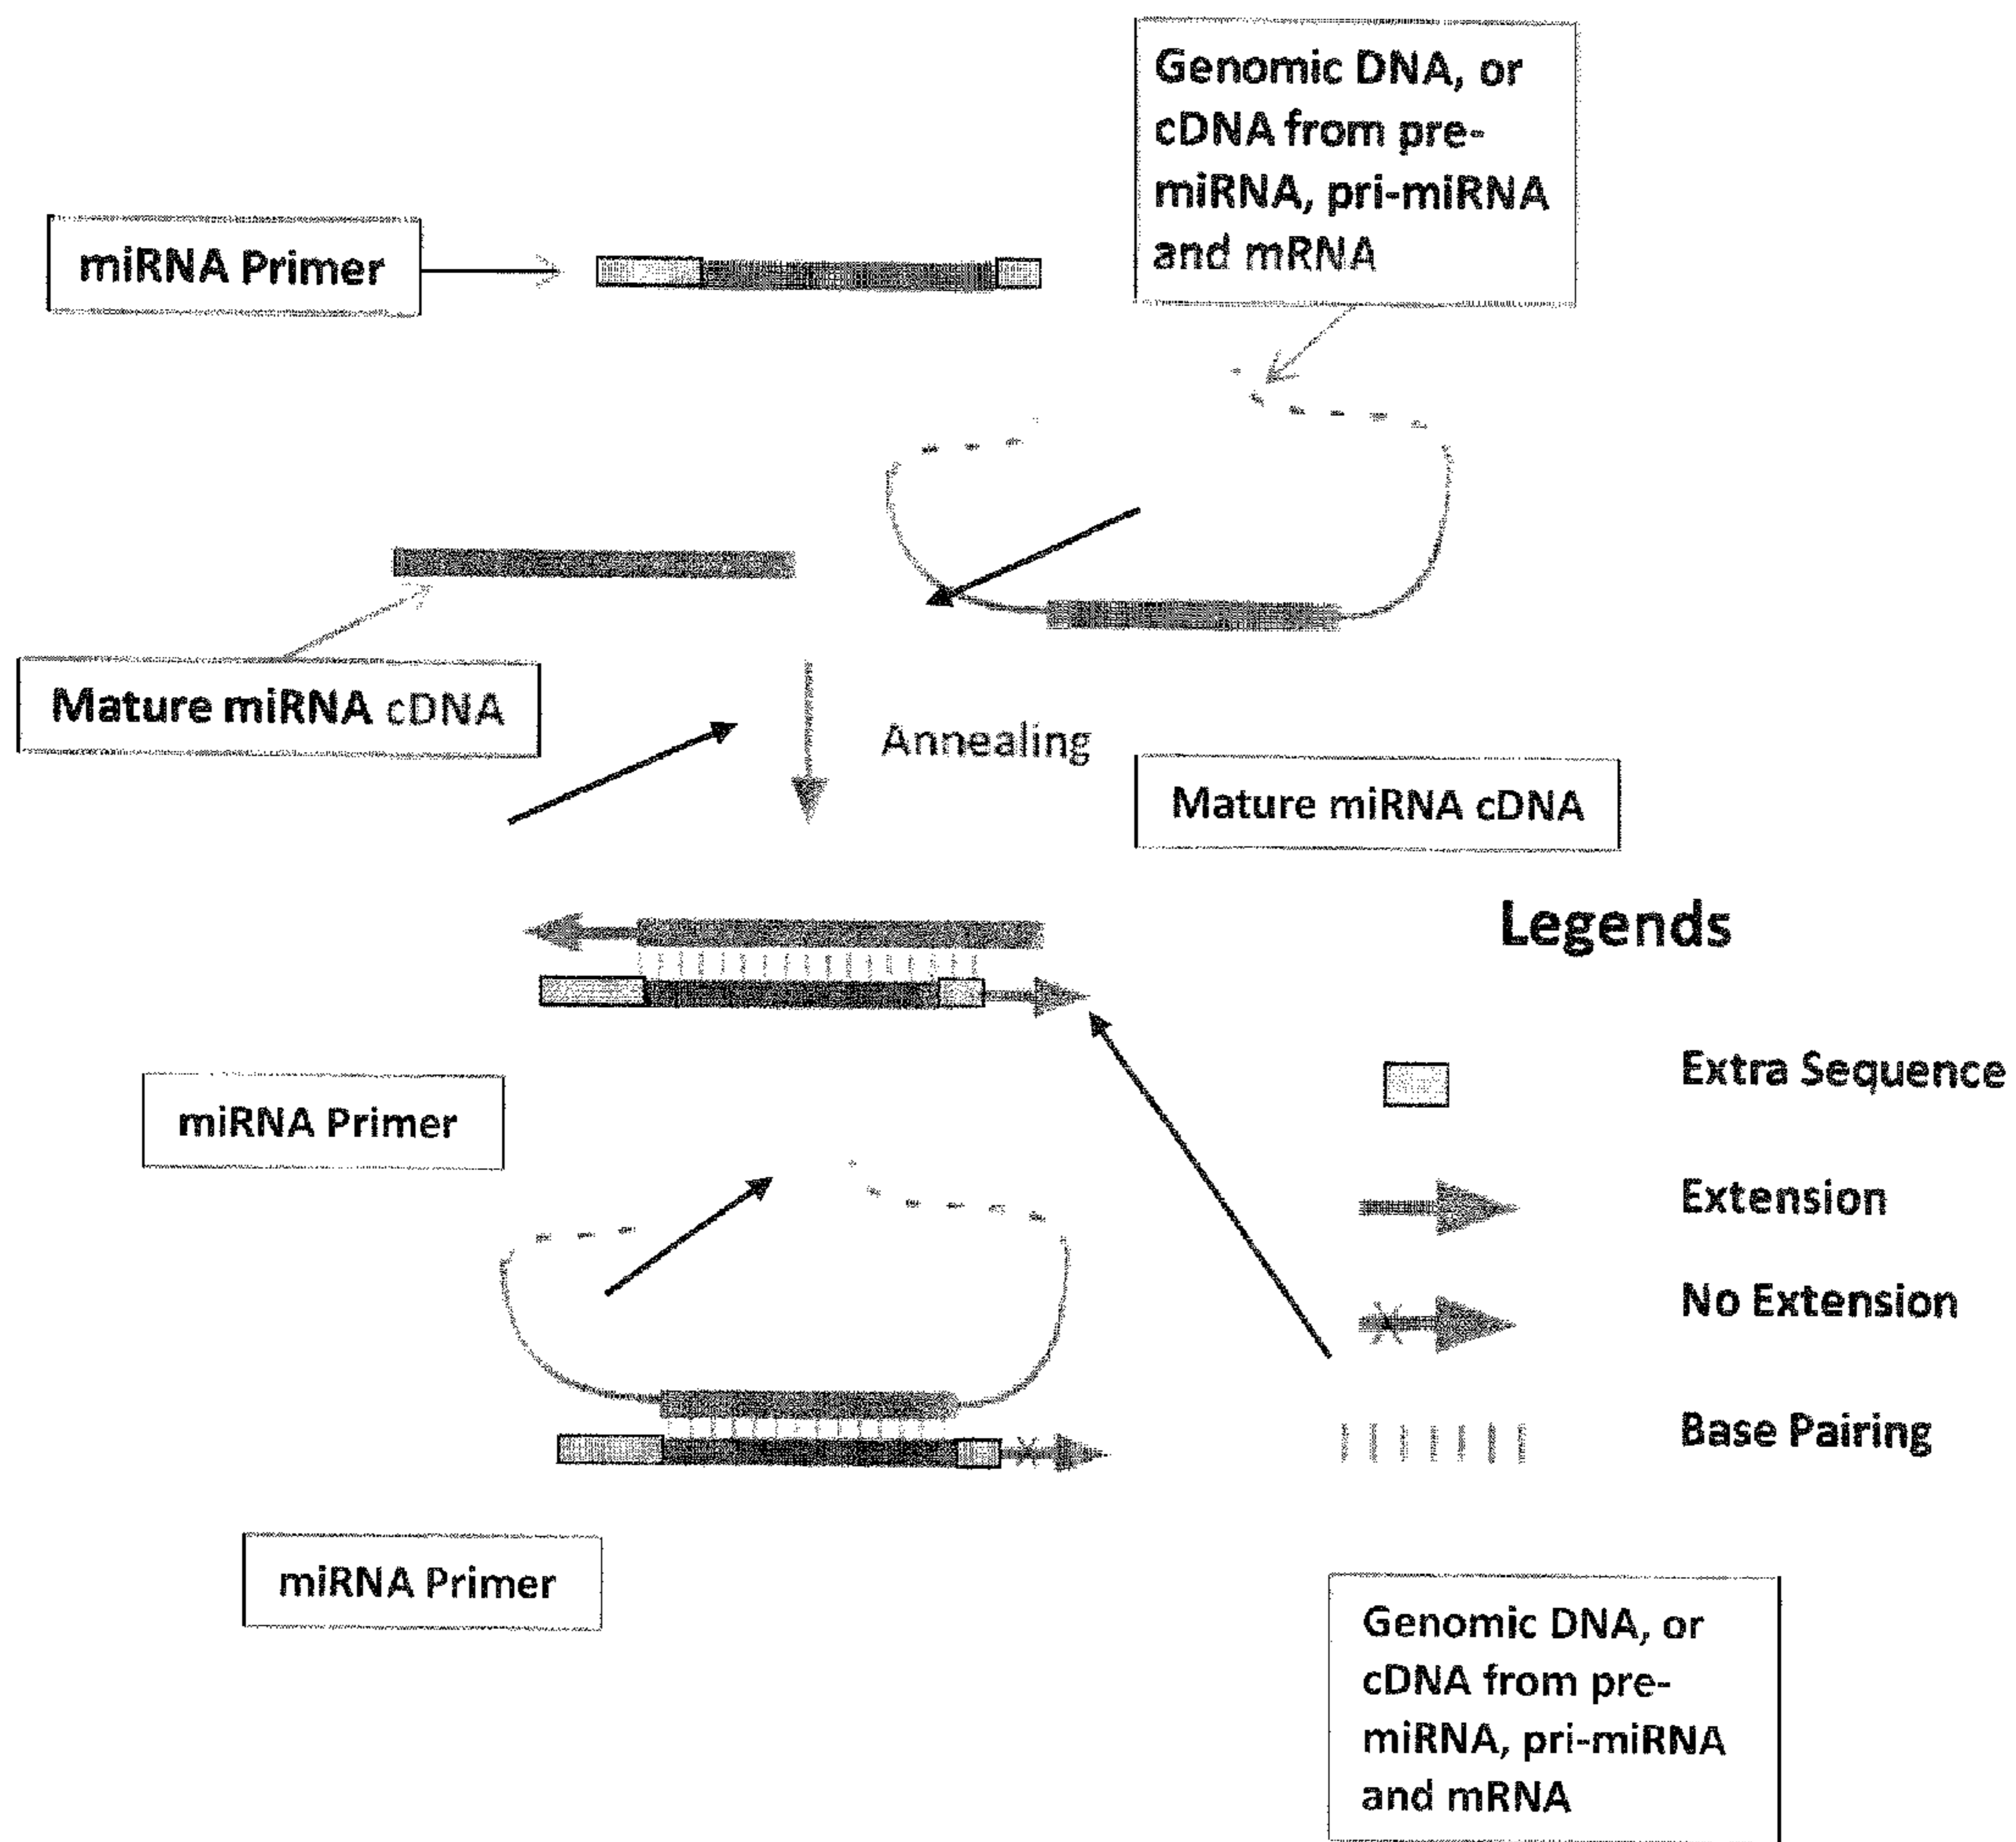 Genomic DNA, or
cDNA from pre-
miRNA, pri-miRNA
and mRNA
miRNA Primer
Mature miRNA cDNA
Annealing
Mature miRNA cDNA
Legends
Extra Sequence
miRNA Primer
Extension
No Extension
Base Pairing
miRNA Primer
Genomic DNA, or
cDNA from pre-
miRNA, pri-miRNA
and mRNA